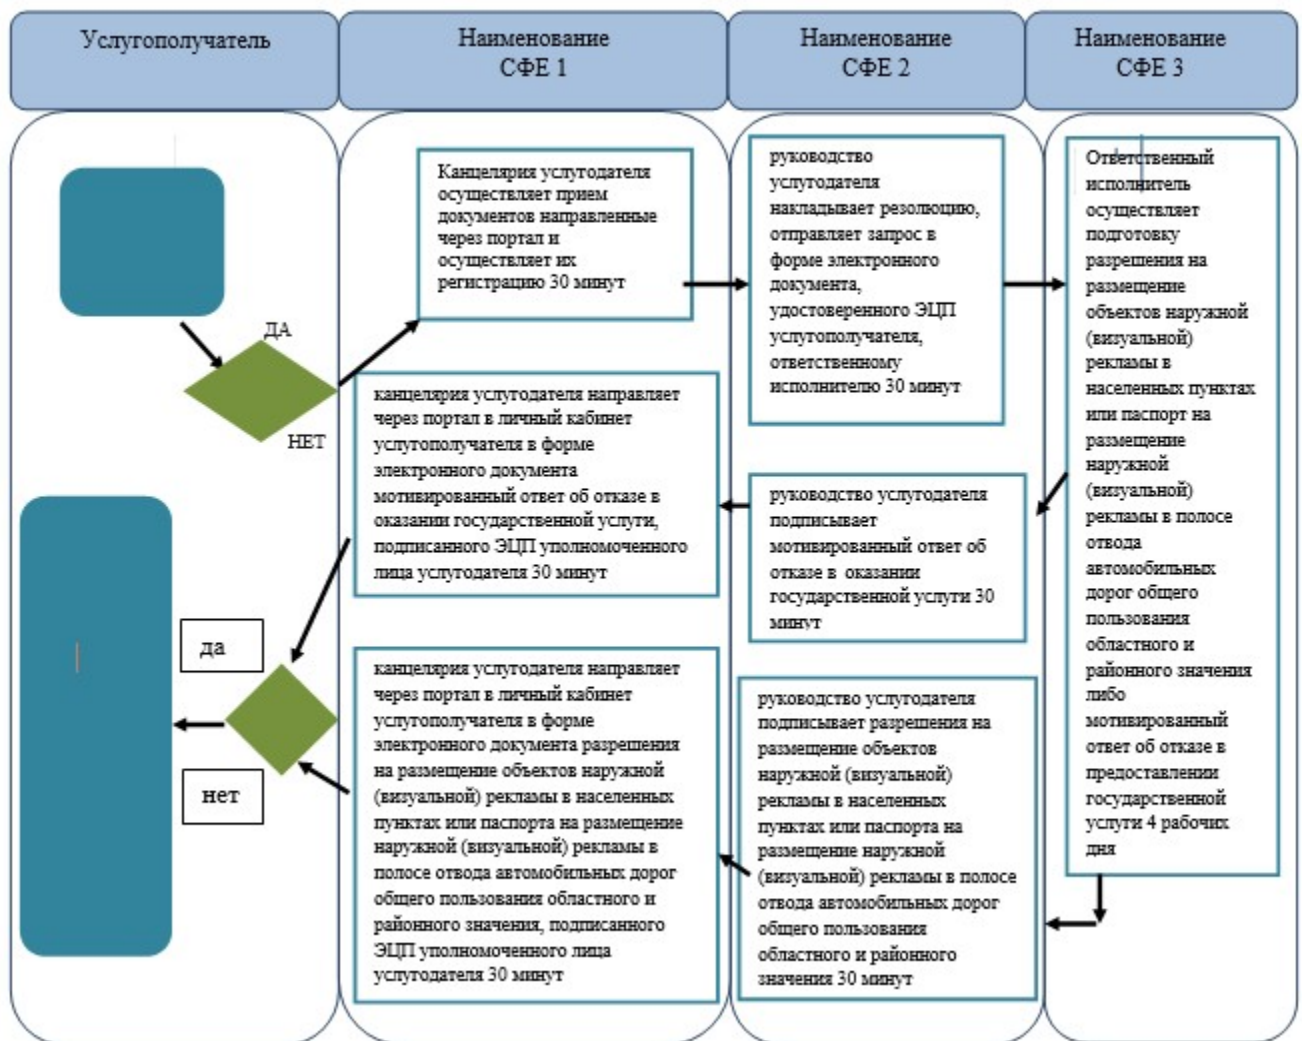 Услугополучатель
Наименование
СФЕ 1
Наименование
СФЕ 2
Наименование
СФЕ 3
ДА
НЕТ
Канцелярия услугодателя
осуществляет прием
документов направленные
через портал и
осуществляет их
регистрацию 30 минут
руководство
услугодателя
накладывает резолюцию,
отправляет запрос в
форме электронного
документа,
удостоверенного ЭЦП
услугополучателя,
ответственному
исполнителю 30 минут
Ответственный
исполнитель
осуществляет
подготовку
разрешения на
размещение
объектов наружной
(визуальной)
рекламы в
населенных пунктах
или паспорт на
размещение
наружной
(визуальной)
рекламы в полосе
отвода
автомобильных
дорог общего
пользования
областного и
районного значения
либо
мотивированный
ответ об отказе в
предоставлении
государственной
услуги 4 рабочих
дня
канцелярия услугодателя направляет
через портал в личный кабинет
услугополучателя в форме
электронного документа
мотивированный ответ об отказе в
оказании государственной услуги,
подписанного ЭЦП уполномоченного
лица услугодателя 30 минут
руководство услугодателя
подписывает
мотивированный ответ об
отказе в оказании
государственной услуги 30
минут
да
нет
канцелярия услугодателя направляет
через портал в личный кабинет
услугополучателя в форме
электронного документа разрешения
на размещение объектов наружной
(визуальной) рекламы в населенных
пунктах или паспорта на размещение
наружной (визуальной) рекламы в
полосе отвода автомобильных дорог
общего пользования областного и
районного значения, подписанного
ЭЦП уполномоченного лица
услугодателя 30 минут
руководство услугодателя
подписывает разрешения на
размещение объектов
наружной (визуальной)
рекламы в населенных
пунктах или паспорта на
размещение наружной
(визуальной) рекламы в полосе
отвода автомобильных дорог
общего пользования
областного и районного
значения 30 минут